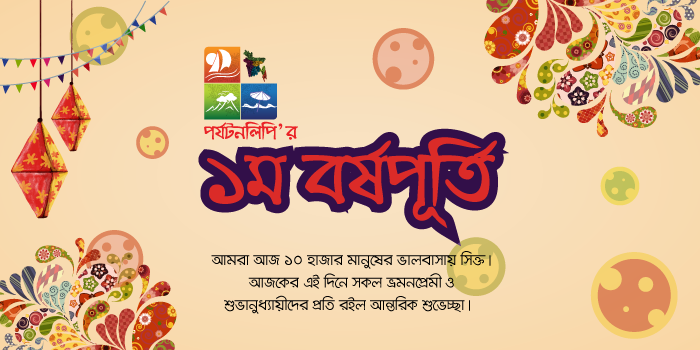 পর্যটনলিপি'র
১ম বর্ষপূর্তি
আমরা আজ ১০ হাজার মানুষের ভালবাসায় সিক্ত।
আজকের এই দিনে সকল ভ্রমনপ্রেমী ও
শুভানুধ্যায়ীদের প্রতি রইল আন্তরিক শুভেচ্ছা।